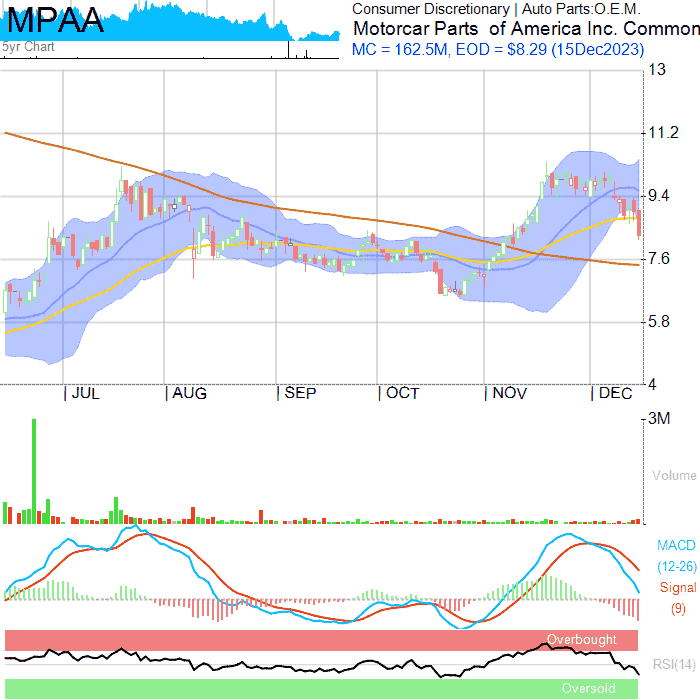 MPAA
5yr Chart
Consumer Discretionary | Auto Parts:O.E.M.
Motorcar Parts of America Inc. Common
MC = 162.5M, EOD = $8.29 (15Dec2023)
13
11.2
9.4
7.6
5.8
4
JUL AUG SEP OCT NOV DEC
3M
Volume
MACD
(12-26)
Signal
(9)
Overbought
RSI(14)
Oversold